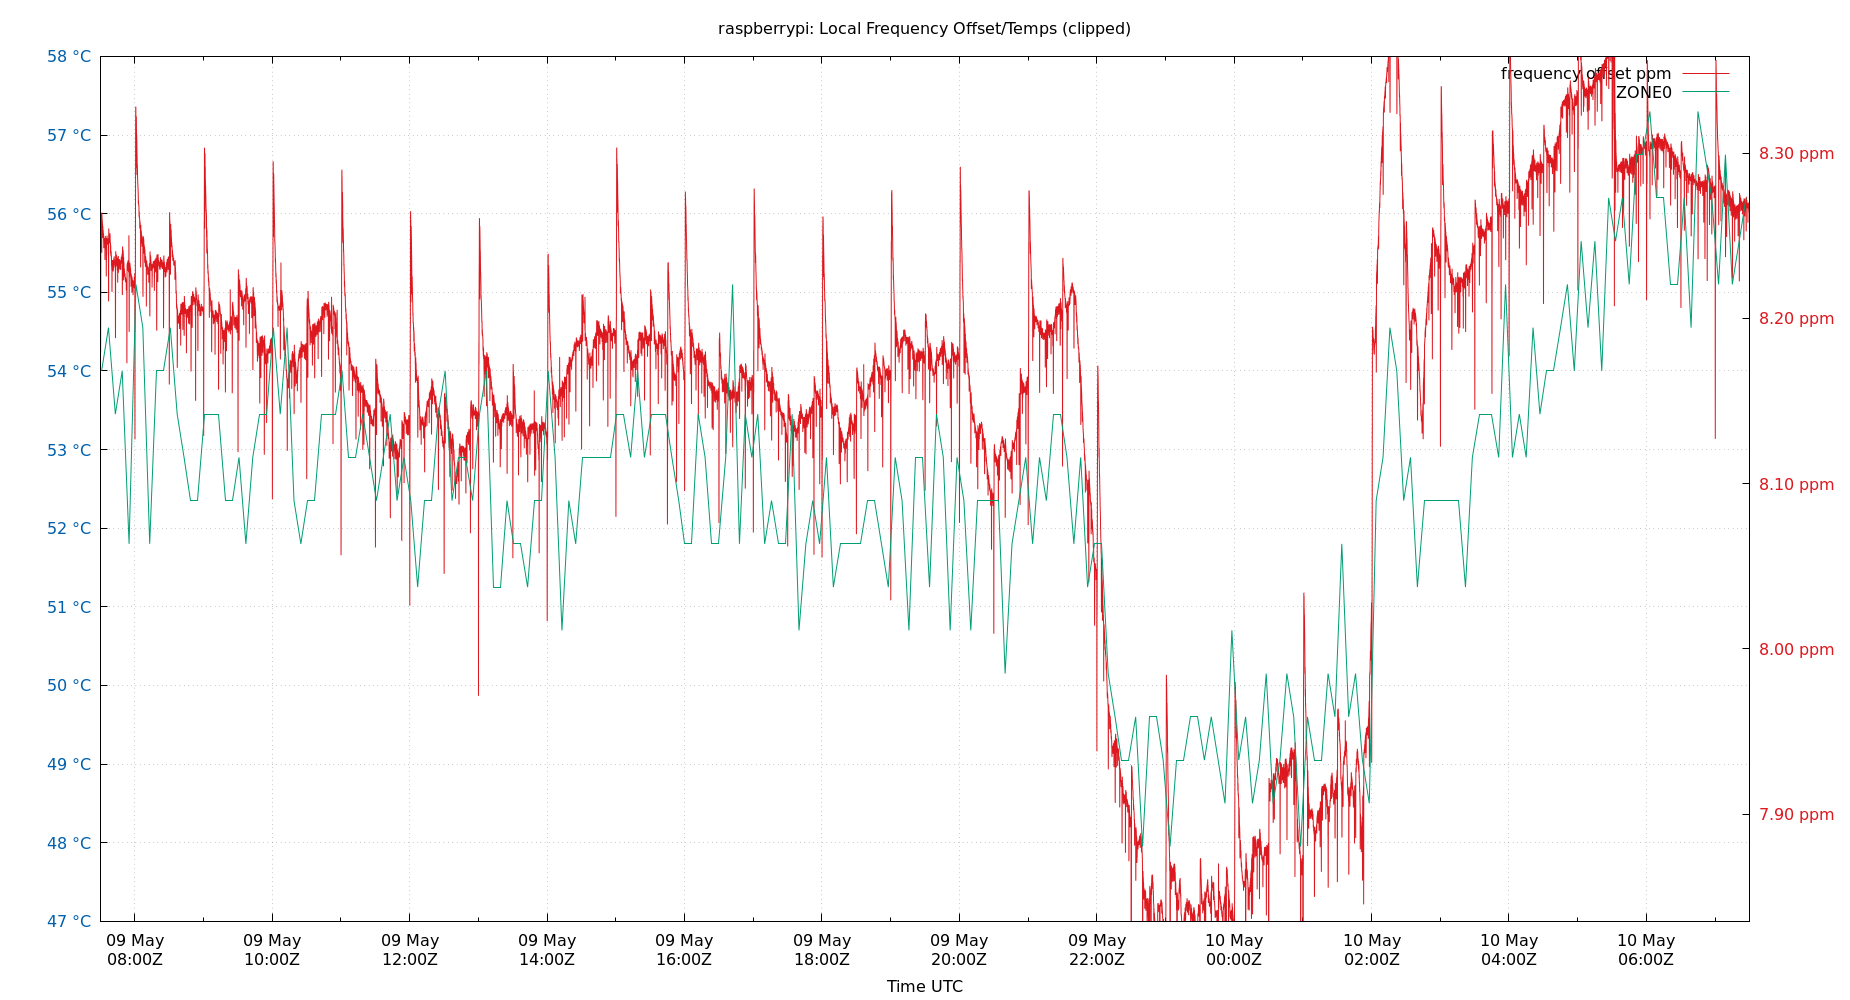 raspberrypi: Local Frequency Offset/Temps (clipped)
58 °C
57 °C
56 °C
55 °C
54 °C
53 °C
52 °C
51 °C
50 °C
49 °C
48 °C
47 °C
frequency offset ppm
ZONE0
8.30 ppm
8.20 ppm
8.10 ppm
8.00 ppm
7.90 ppm
09 May 09 May 09 May 09 May 09 May 09 May 09 May 09 May 10 May 10 May 10 May 10 May
08:00Z 10:00Z 12:00Z 14:00Z 16:00Z 18:00Z 20:00Z 22:00Z 00:00Z 02:00Z 04:00Z 06:00Z
Time UTC